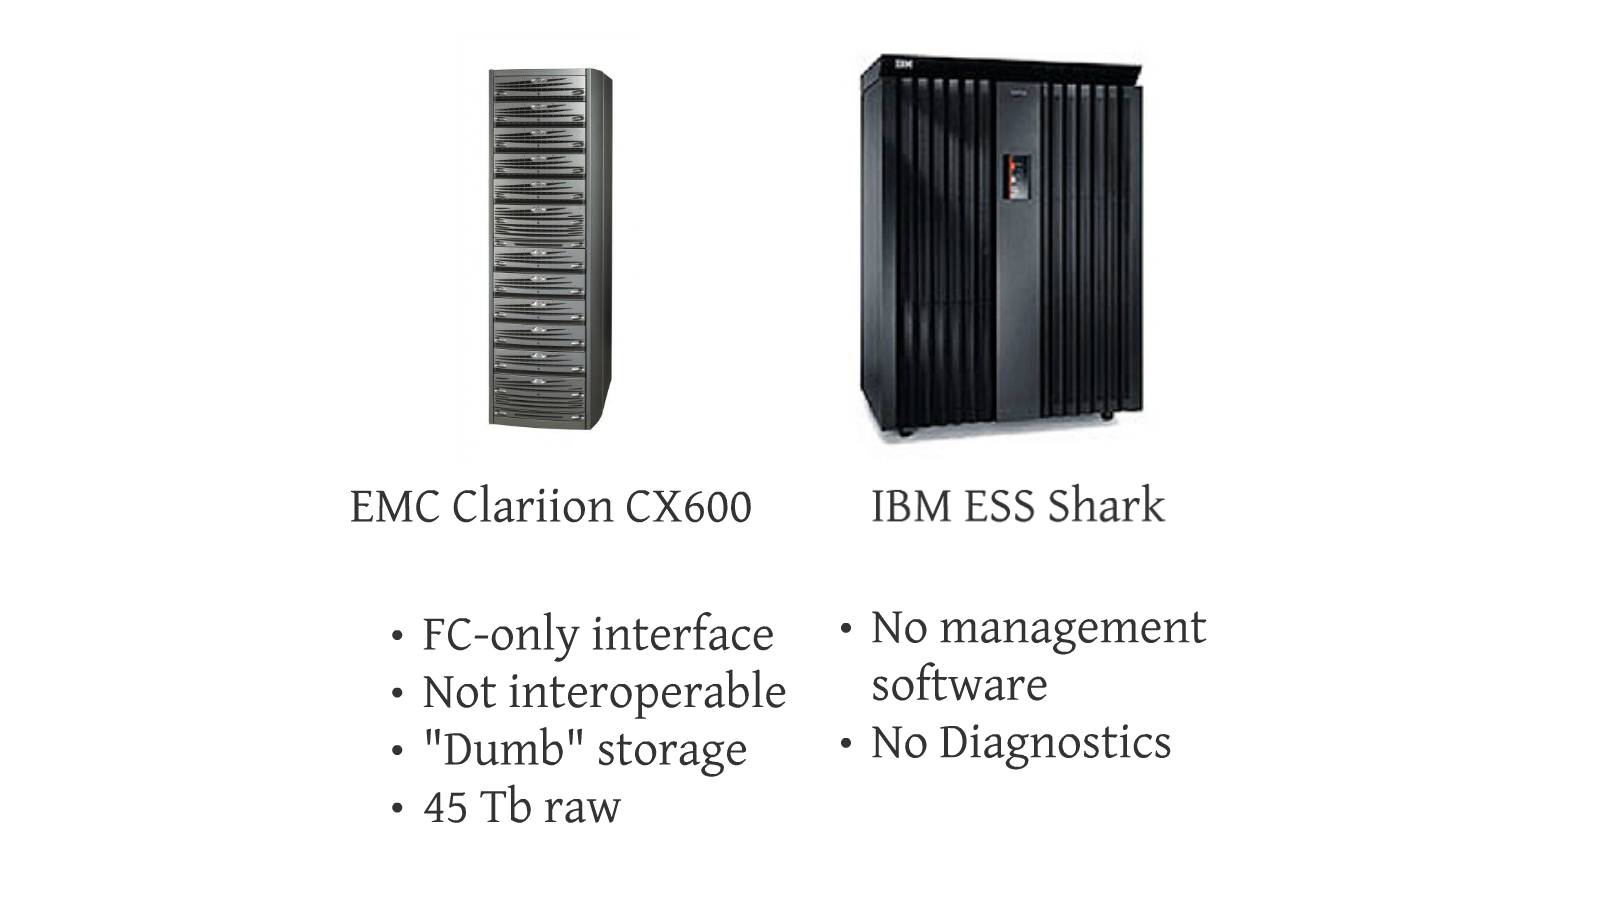 IBM
EMC Clariion CX600
IBM ESS Shark
• FC-only interface
• Not interoperable
• "Dumb" storage
• 45 Tb raw
• No management
software
• No Diagnostics